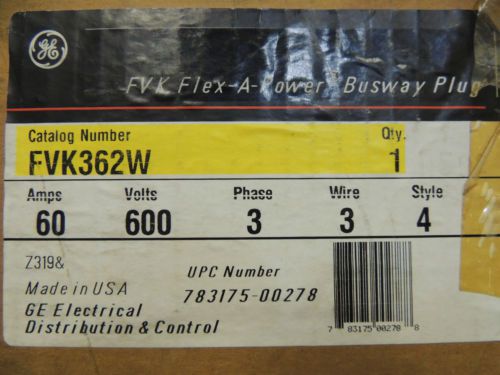 GE
FVK Flex-A-Power Busway Plug
Catalog Number Qty.
FVK362W 1
Amps Volts Phase Wire Style
60 600 3 3 4
Z319&
UPC Number
Made in USA
783175-00278
GE Electrical
Distribution & Control
7 83175 00278 8